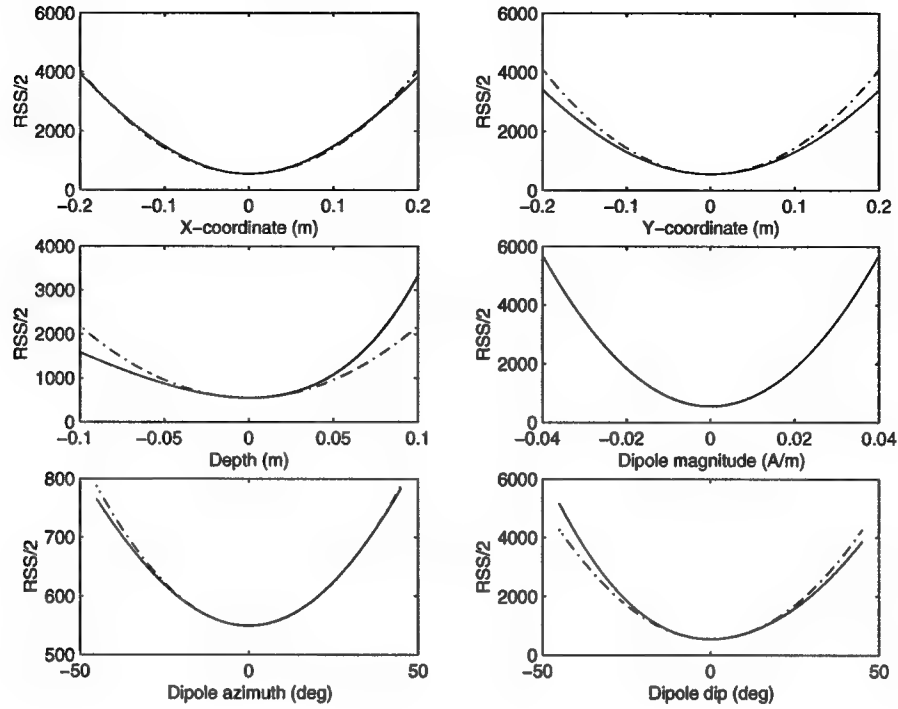 6000
4000
2000
0
RSS/2
−0.2 −0.1 0 0.1 0.2
X−coordinate (m)
6000
4000
2000
0
RSS/2
−0.2 −0.1 0 0.1 0.2
Y−coordinate (m)
4000
3000
2000
1000
0
RSS/2
−0.1 −0.05 0 0.05 0.1
Depth (m)
6000
4000
2000
0
RSS/2
−0.04 −0.02 0 0.02 0.04
Dipole magnitude (A/m)
800
700
600
500
RSS/2
−50 0 50
Dipole azimuth (deg)
6000
4000
2000
0
RSS/2
−50 0 50
Dipole dip (deg)